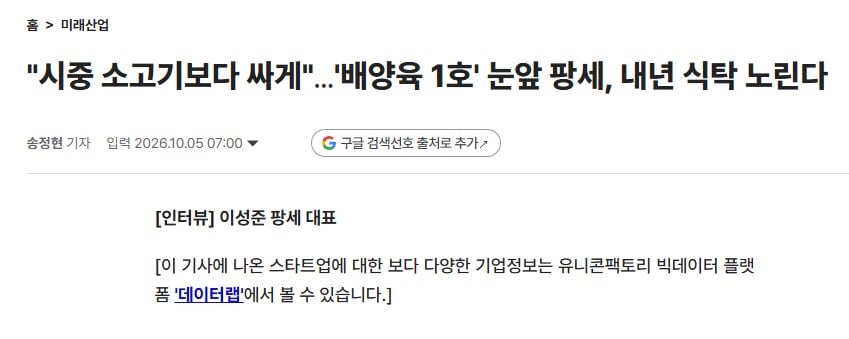 홈 > 미래산업
"시중 소고기보다 싸게"…'배양육 1호' 눈앞 팡세, 내년 식탁 노린다
송정현 기자 입력 2026.10.05 07:00
구글 검색선호 출처로 추가↗
[인터뷰] 이성준 팡세 대표
[이 기사에 나온 스타트업에 대한 보다 다양한 기업정보는 유니콘팩토리 빅데이터 플랫
폼 '데이터랩'에서 볼 수 있습니다.]